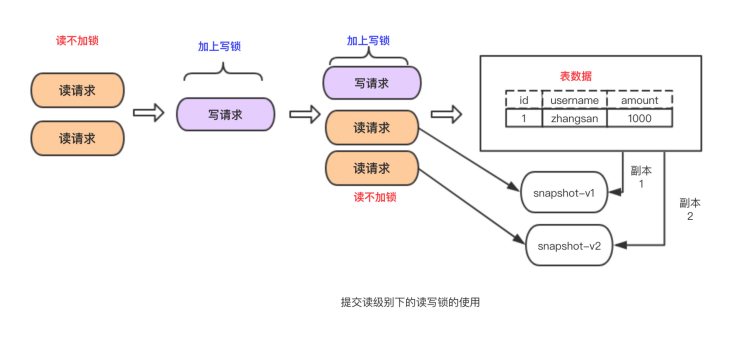 读不加锁
读请求
读请求
加上写锁
写请求
加上写锁
写请求
读请求
读请求
读不加锁
表数据
id username amount
1 zhangsan 1000
副本
1
副本
2
snapshot-v1
snapshot-v2
提交读级别下的读写锁的使用